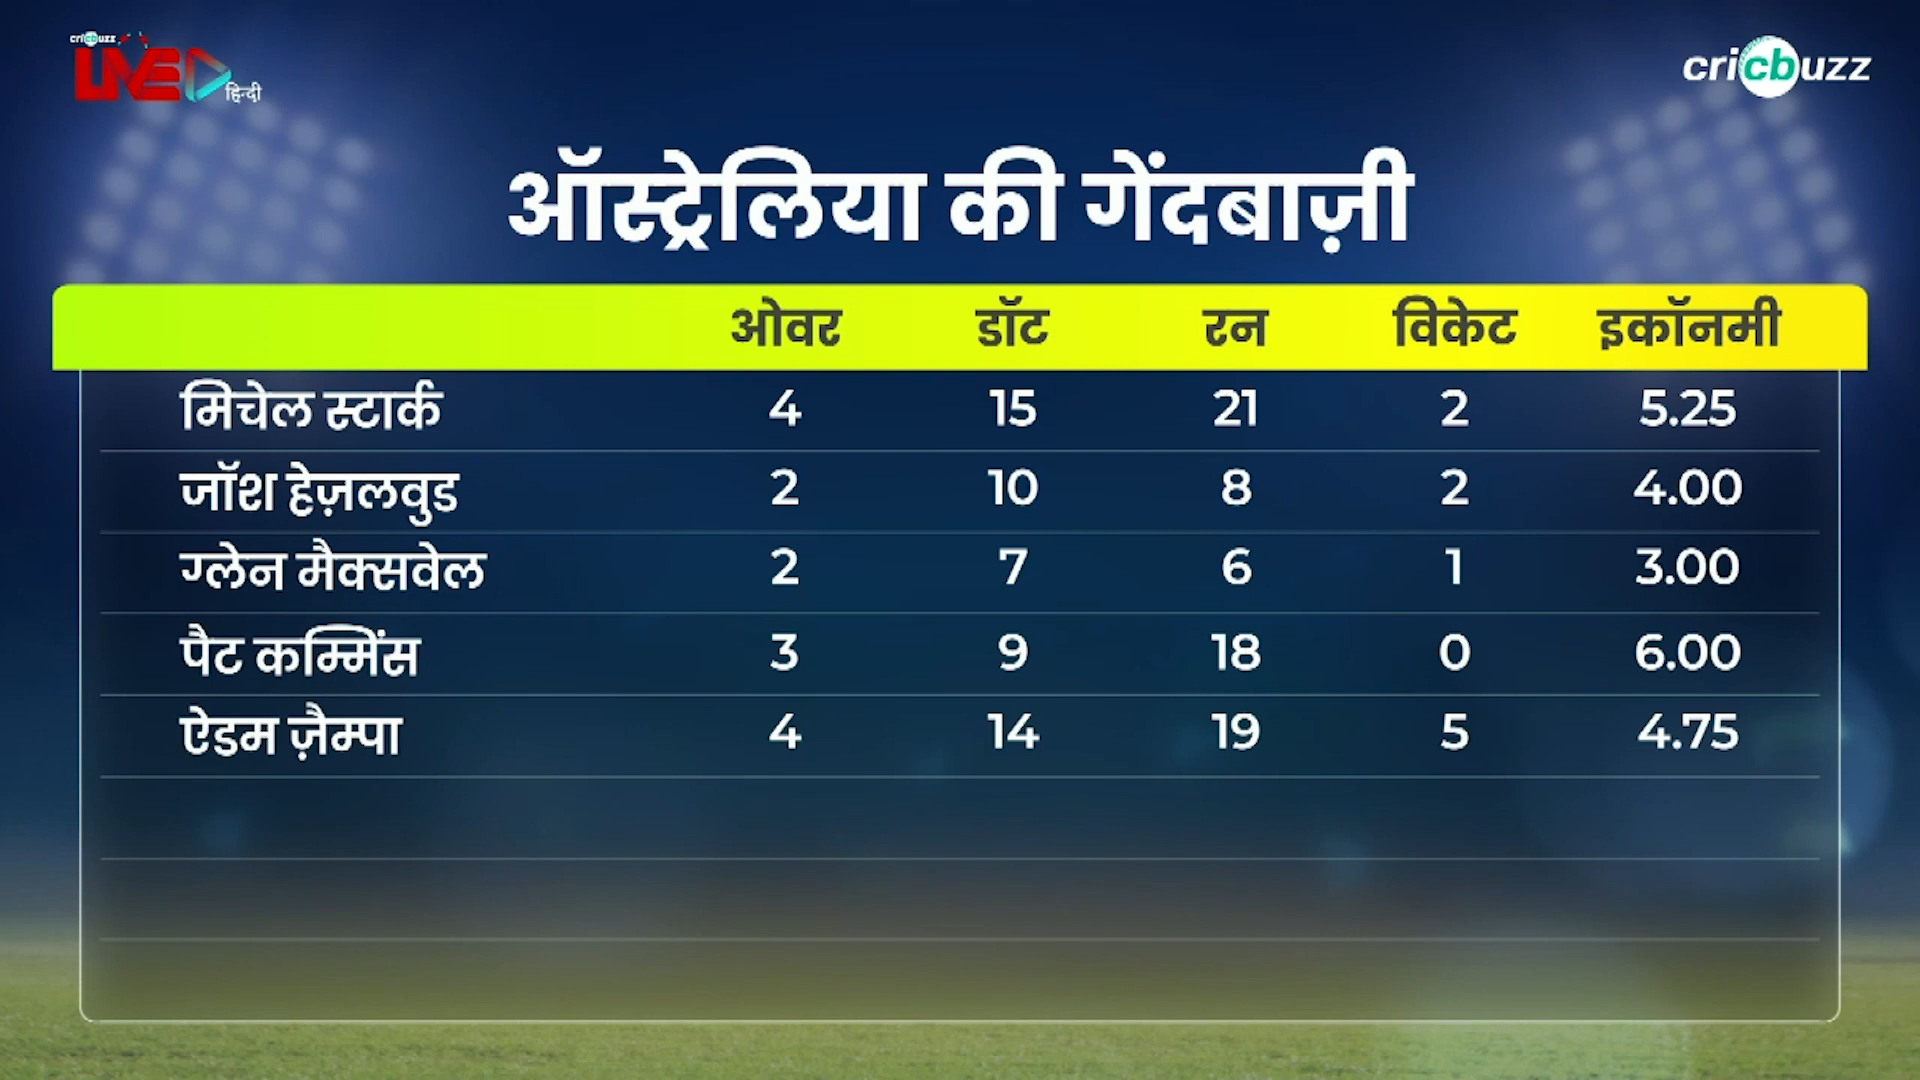 cricbuzz
LIVE हिन्दी
cricbuzz
ऑस्ट्रेलिया की गेंदबाज़ी
ओवर डॉट रन विकेट इकॉनमी
मिचेल स्टार्क 4 15 21 2 5.25
जॉश हेज़लवुड 2 10 8 2 4.00
ग्लेन मैक्सवेल 2 7 6 1 3.00
पैट कम्मिंस 3 9 18 0 6.00
ऐडम ज़ैम्पा 4 14 19 5 4.75